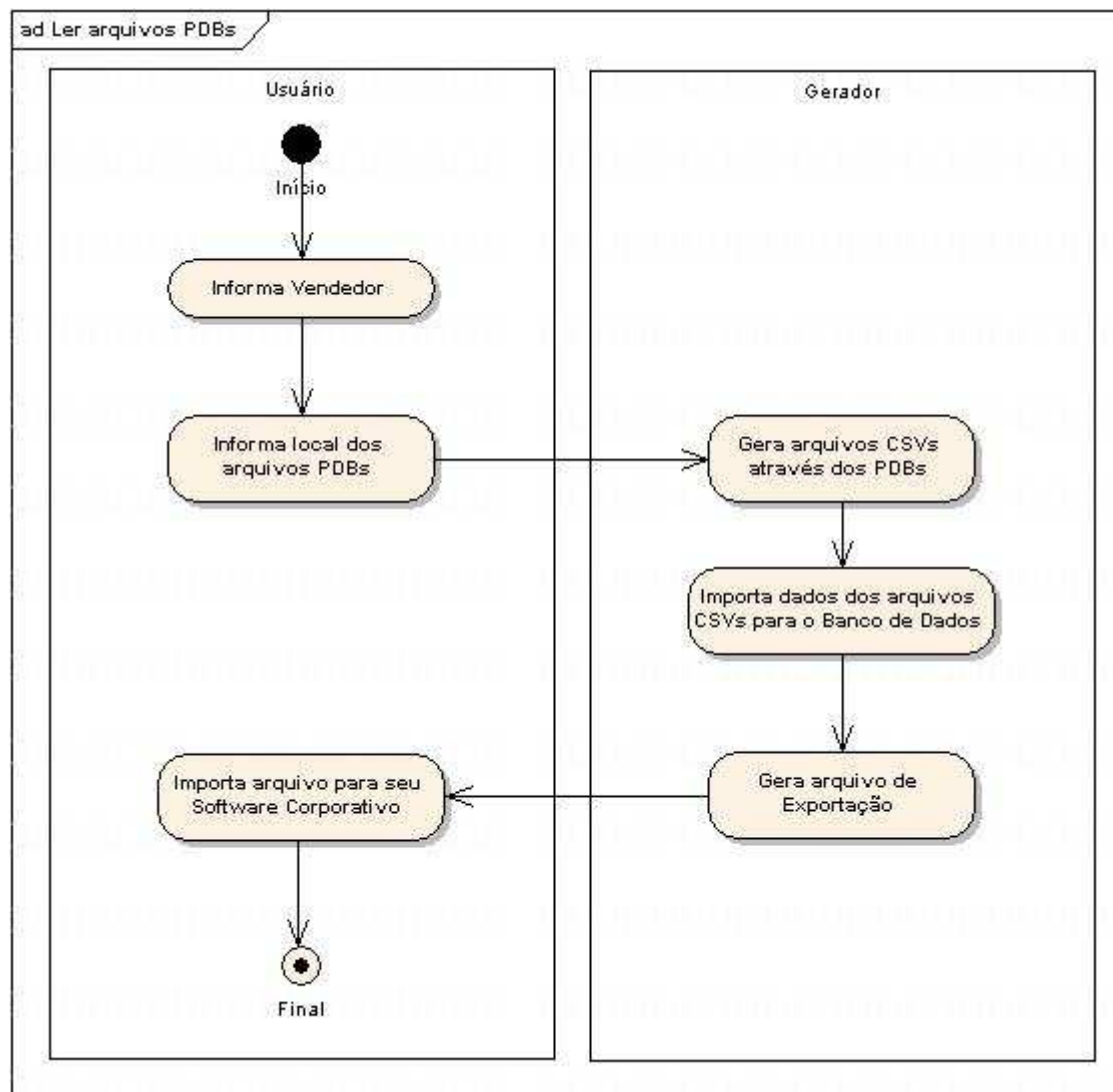 ad Ler arquivos PDBs
Usuário
Gerador
Início
Informa Vendedor
Informa local dos
arquivos PDBs
Gera arquivos CSVs
através dos PDBs
Importa dados dos arquivos
CSVs para o Banco de Dados
Gera arquivo de
Exportação
Importa arquivo para seu
Software Corporativo
Final